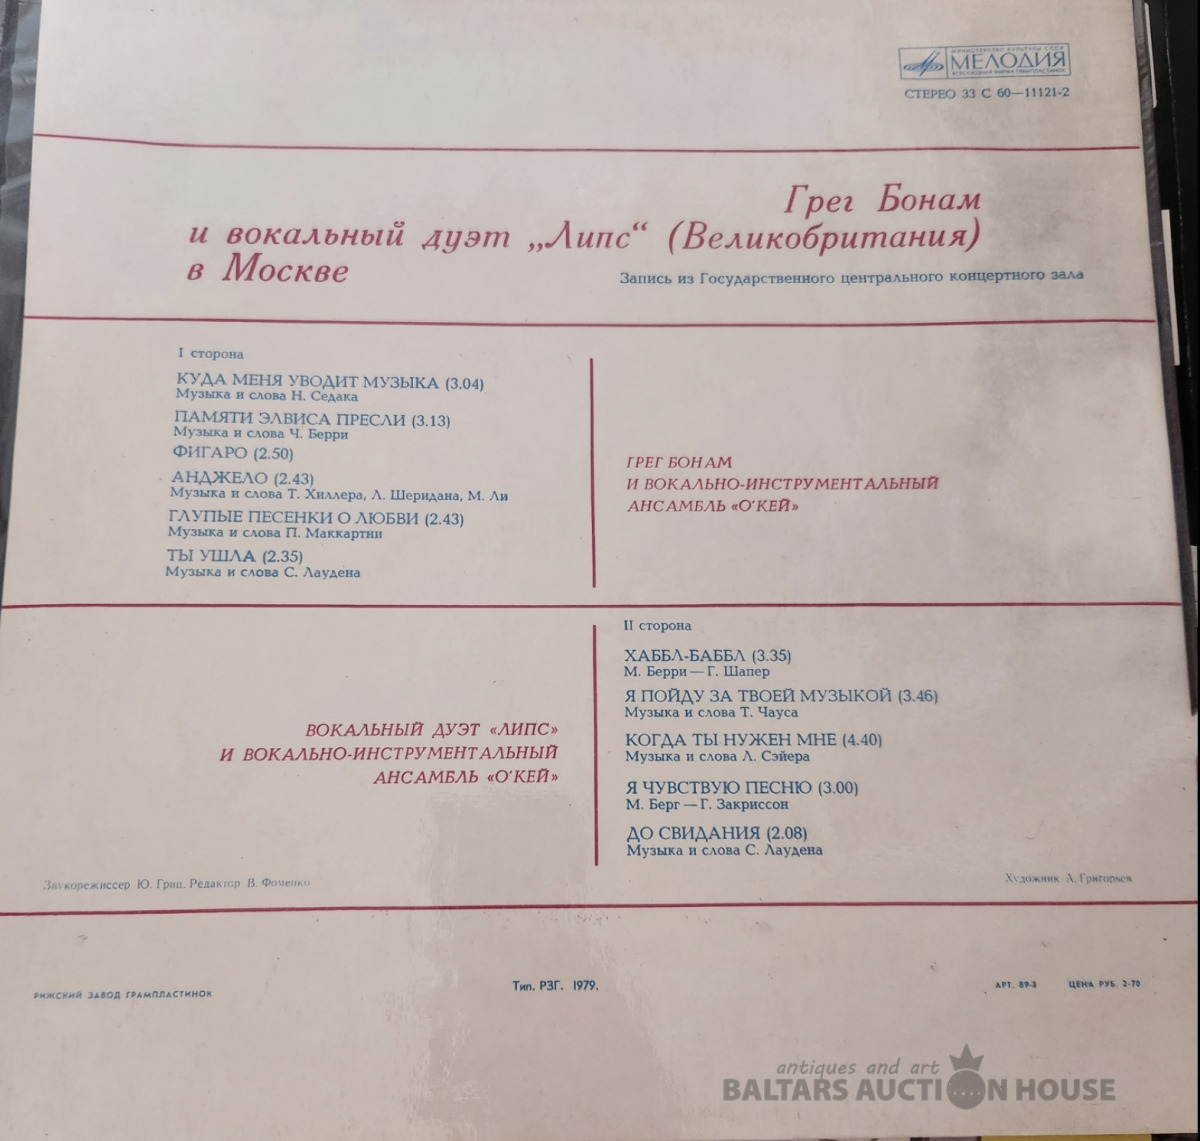 МИНИСТЕРСТВО КУЛЬТУРЫ СССР
МЕЛОДИЯ
ВСЕСОЮЗНАЯ ФИРМА ГРАМПЛАСТИНОК
СТЕРЕО 33 С 60—11121-2
Грег Бонам
и вокальный дуэт „Липс“ (Великобритания)
в Москве
Запись из Государственного центрального концертного зала
I сторона
КУДА МЕНЯ УВОДИТ МУЗЫКА (3.04)
Музыка и слова Н. Седака
ПАМЯТИ ЭЛВИСА ПРЕСЛИ (3.13)
Музыка и слова Ч. Берри
ФИГАРО (2.50)
АНДЖЕЛО (2.43)
Музыка и слова Т. Хиллера, Л. Шеридана, М. Ли
ГЛУПЫЕ ПЕСЕНКИ О ЛЮБВИ (2.43)
Музыка и слова П. Маккартни
ТЫ УШЛА (2.35)
Музыка и слова С. Лаудена
ГРЕГ БОНАМ
И ВОКАЛЬНО-ИНСТРУМЕНТАЛЬНЫЙ
АНСАМБЛЬ «О’КЕЙ»
ВОКАЛЬНЫЙ ДУЭТ «ЛИПС»
И ВОКАЛЬНО-ИНСТРУМЕНТАЛЬНЫЙ
АНСАМБЛЬ «О’КЕЙ»
II сторона
ХАББЛ-БАББЛ (3.35)
М. Берри — Г. Шапер
Я ПОЙДУ ЗА ТВОЕЙ МУЗЫКОЙ (3.46)
Музыка и слова Т. Чауса
КОГДА ТЫ НУЖЕН МНЕ (4.40)
Музыка и слова Л. Сэйера
Я ЧУВСТВУЮ ПЕСНЮ (3.00)
М. Берг — Г. Закриссон
ДО СВИДАНИЯ (2.08)
Музыка и слова С. Лаудена
Звукорежиссер Ю. Гриц. Редактор В. Фоменко
Художник А. Григорьев
РИЖСКИЙ ЗАВОД ГРАМПЛАСТИНОК
Тип. РЗГ. 1979.
АРТ. 89-3 ЦЕНА РУБ. 2-70
antiques and art
BALTARS AUCTION HOUSE